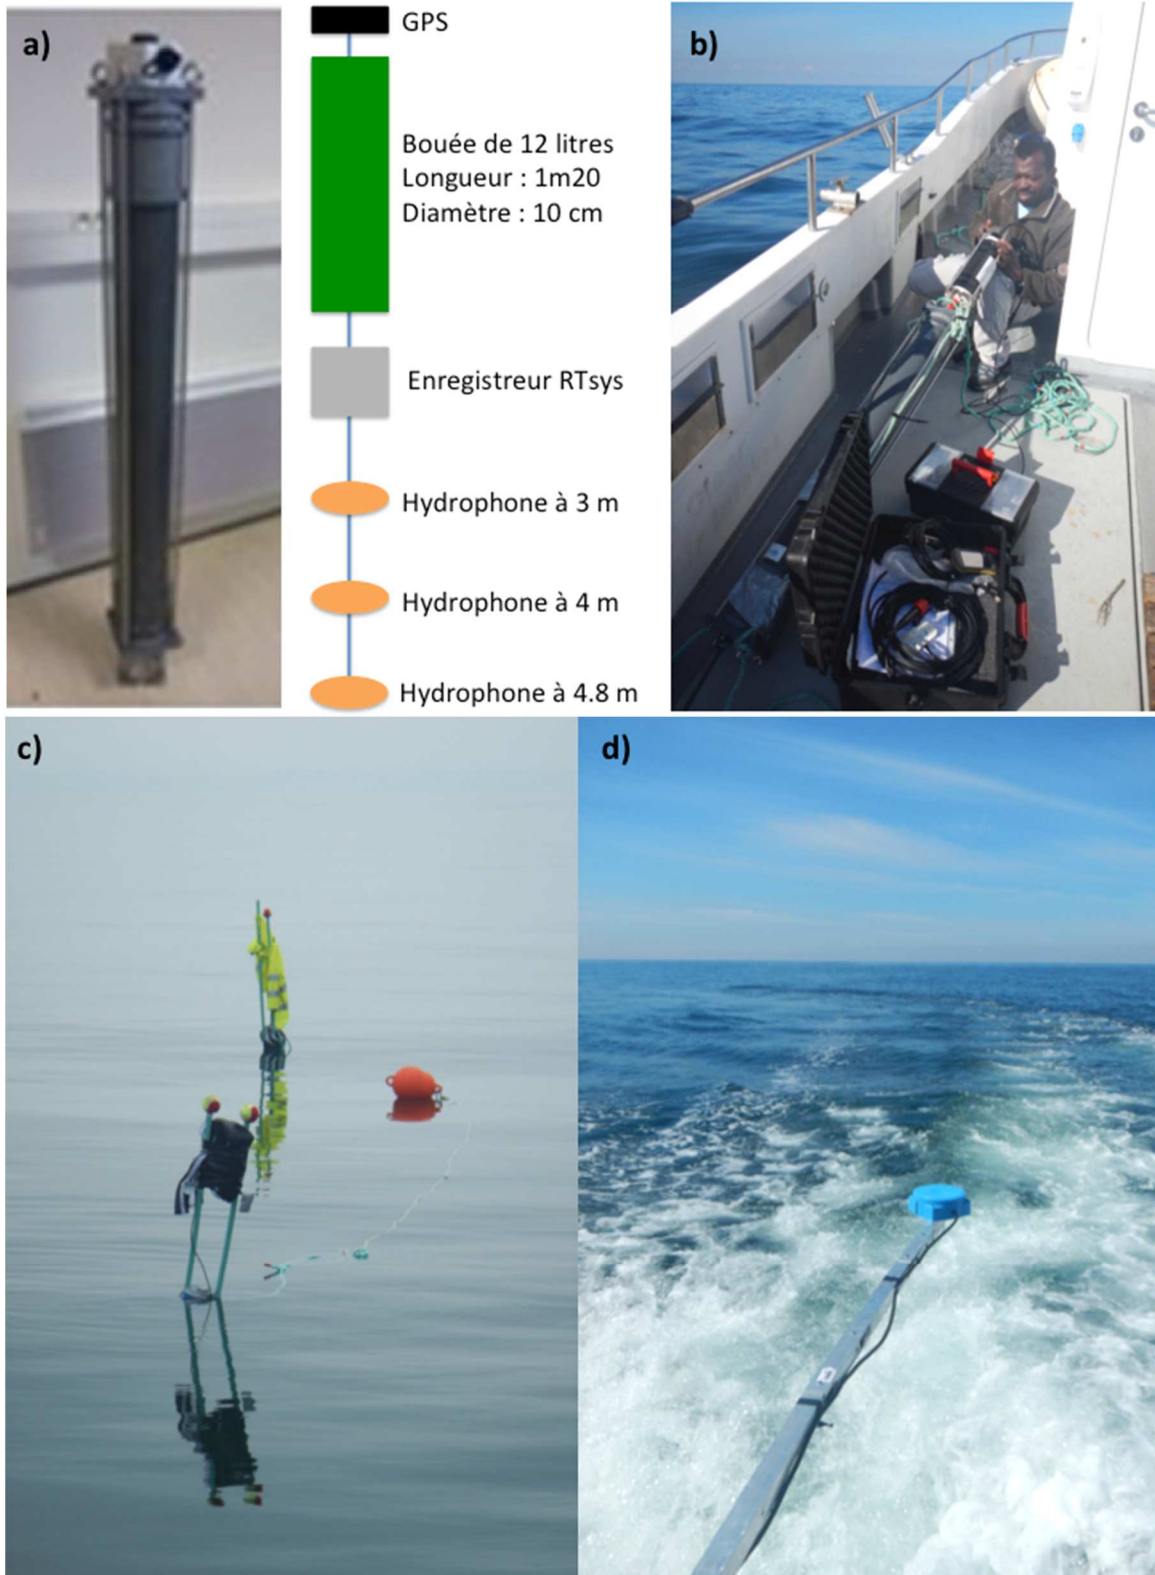 a)
GPS
Bouée de 12 litres
Longueur : 1m20
Diamètre : 10 cm
Enregistreur RTsys
Hydrophone à 3 m
Hydrophone à 4 m
Hydrophone à 4.8 m
b)
c)
d)